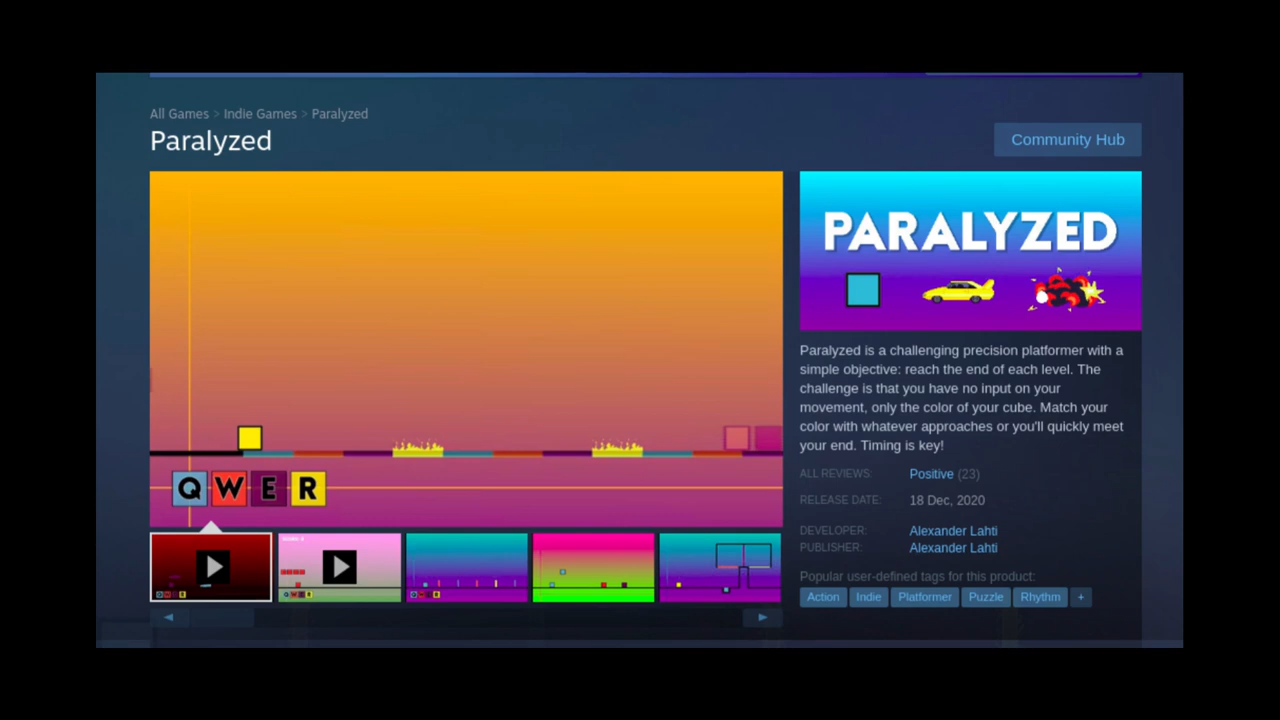 All Games > Indie Games > Paralyzed
Paralyzed
Community Hub
Q W E R
PARALYZED
Paralyzed is a challenging precision platformer with a
simple objective: reach the end of each level. The
challenge is that you have no input on your
movement, only the color of your cube. Match your
color with whatever approaches or you'll quickly meet
your end. Timing is key!
ALL REVIEWS: Positive (23)
RELEASE DATE: 18 Dec, 2020
DEVELOPER: Alexander Lahti
PUBLISHER: Alexander Lahti
Popular user-defined tags for this product:
Action Indie Platformer Puzzle Rhythm +